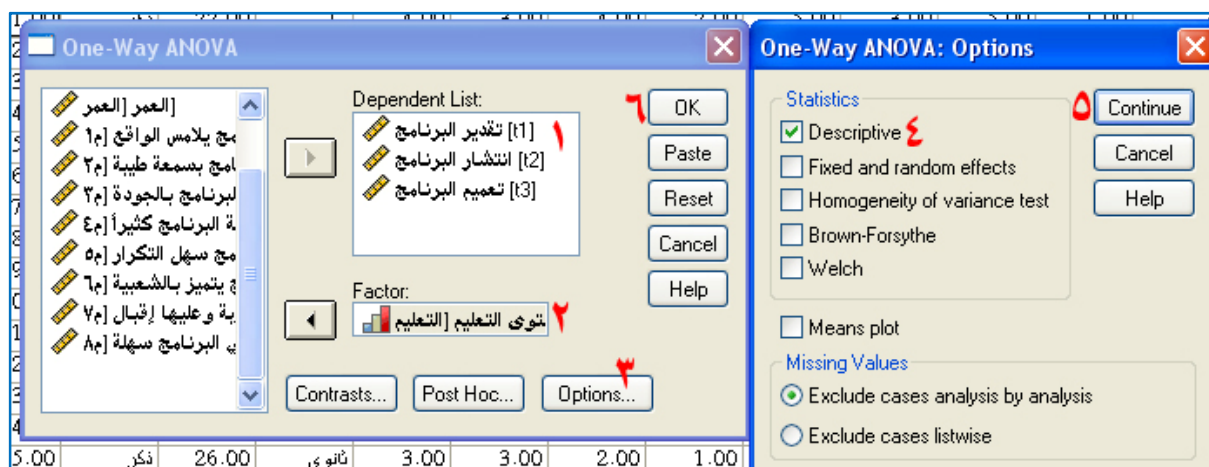 One-Way ANOVA
[العمر [العمر
مج يلامس الواقع [م١
امج بسمعة طيبة [م٢
البرنامج بالجودة [م٣
ة البرنامج كثيراً [م٤
مج سهل التكرار [م٥
ج يتميز بالشعبية [م٦
ية وعليها إقبال [م٧
ي البرنامج سهلة [م٨
Dependent List:
١
تقدير البرنامج [t1]
انتشار البرنامج [t2]
تعميم البرنامج [t3]
Factor:
توى التعليم [التعليم
٢
٣
Contrasts...
Post Hoc...
Options...
٦
OK
Paste
Reset
Cancel
Help
One-Way ANOVA: Options
Statistics
Descriptive ٤
Fixed and random effects
Homogeneity of variance test
Brown-Forsythe
Welch
Means plot
Missing Values
Exclude cases analysis by analysis
Exclude cases listwise
٥
Continue
Cancel
Help
5.00 ذكر 26.00 ثانوي 3.00 3.00 2.00 1.00